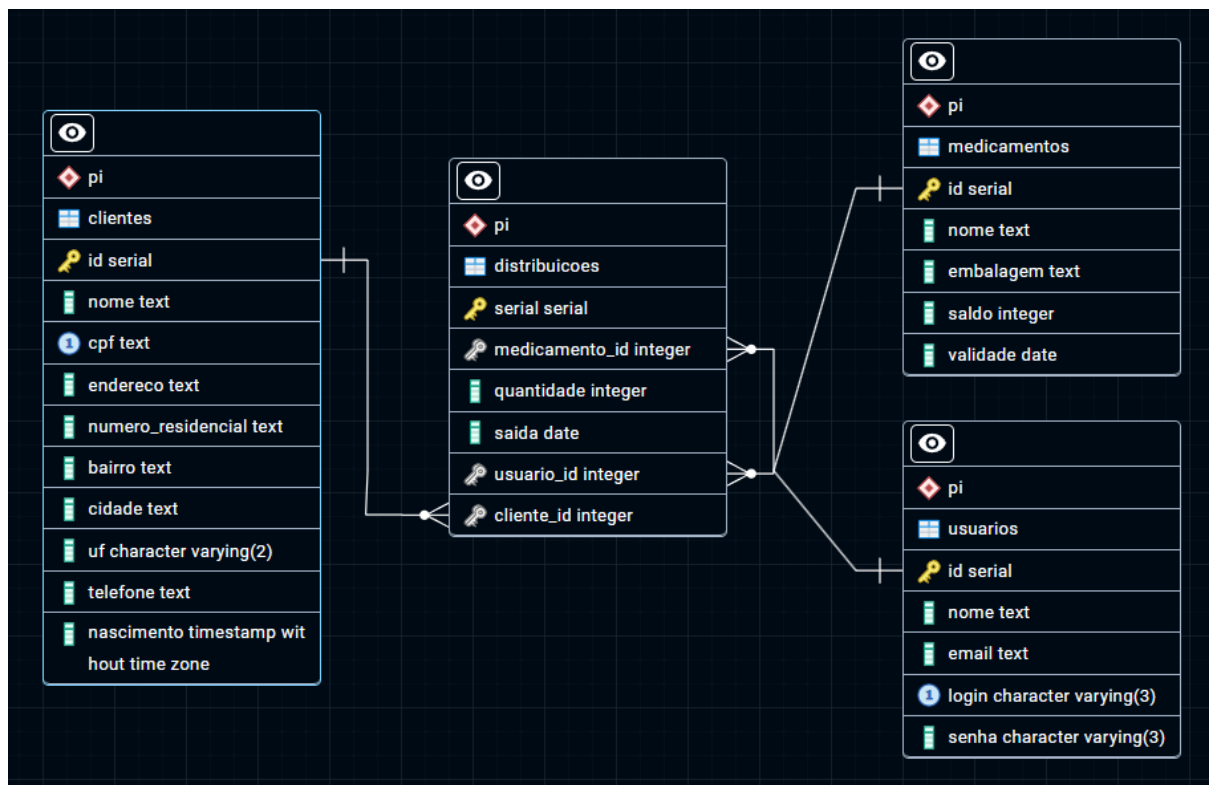 pi
clientes
id serial
nome text
cpf text
endereco text
numero_residencial text
bairro text
cidade text
uf character varying(2)
telefone text
nascimento timestamp wit
hout time zone
pi
distribuicoes
serial serial
medicamento_id integer
quantidade integer
saida date
usuario_id integer
cliente_id integer
pi
medicamentos
id serial
nome text
embalagem text
saldo integer
validade date
pi
usuarios
id serial
nome text
email text
login character varying(3)
senha character varying(3)